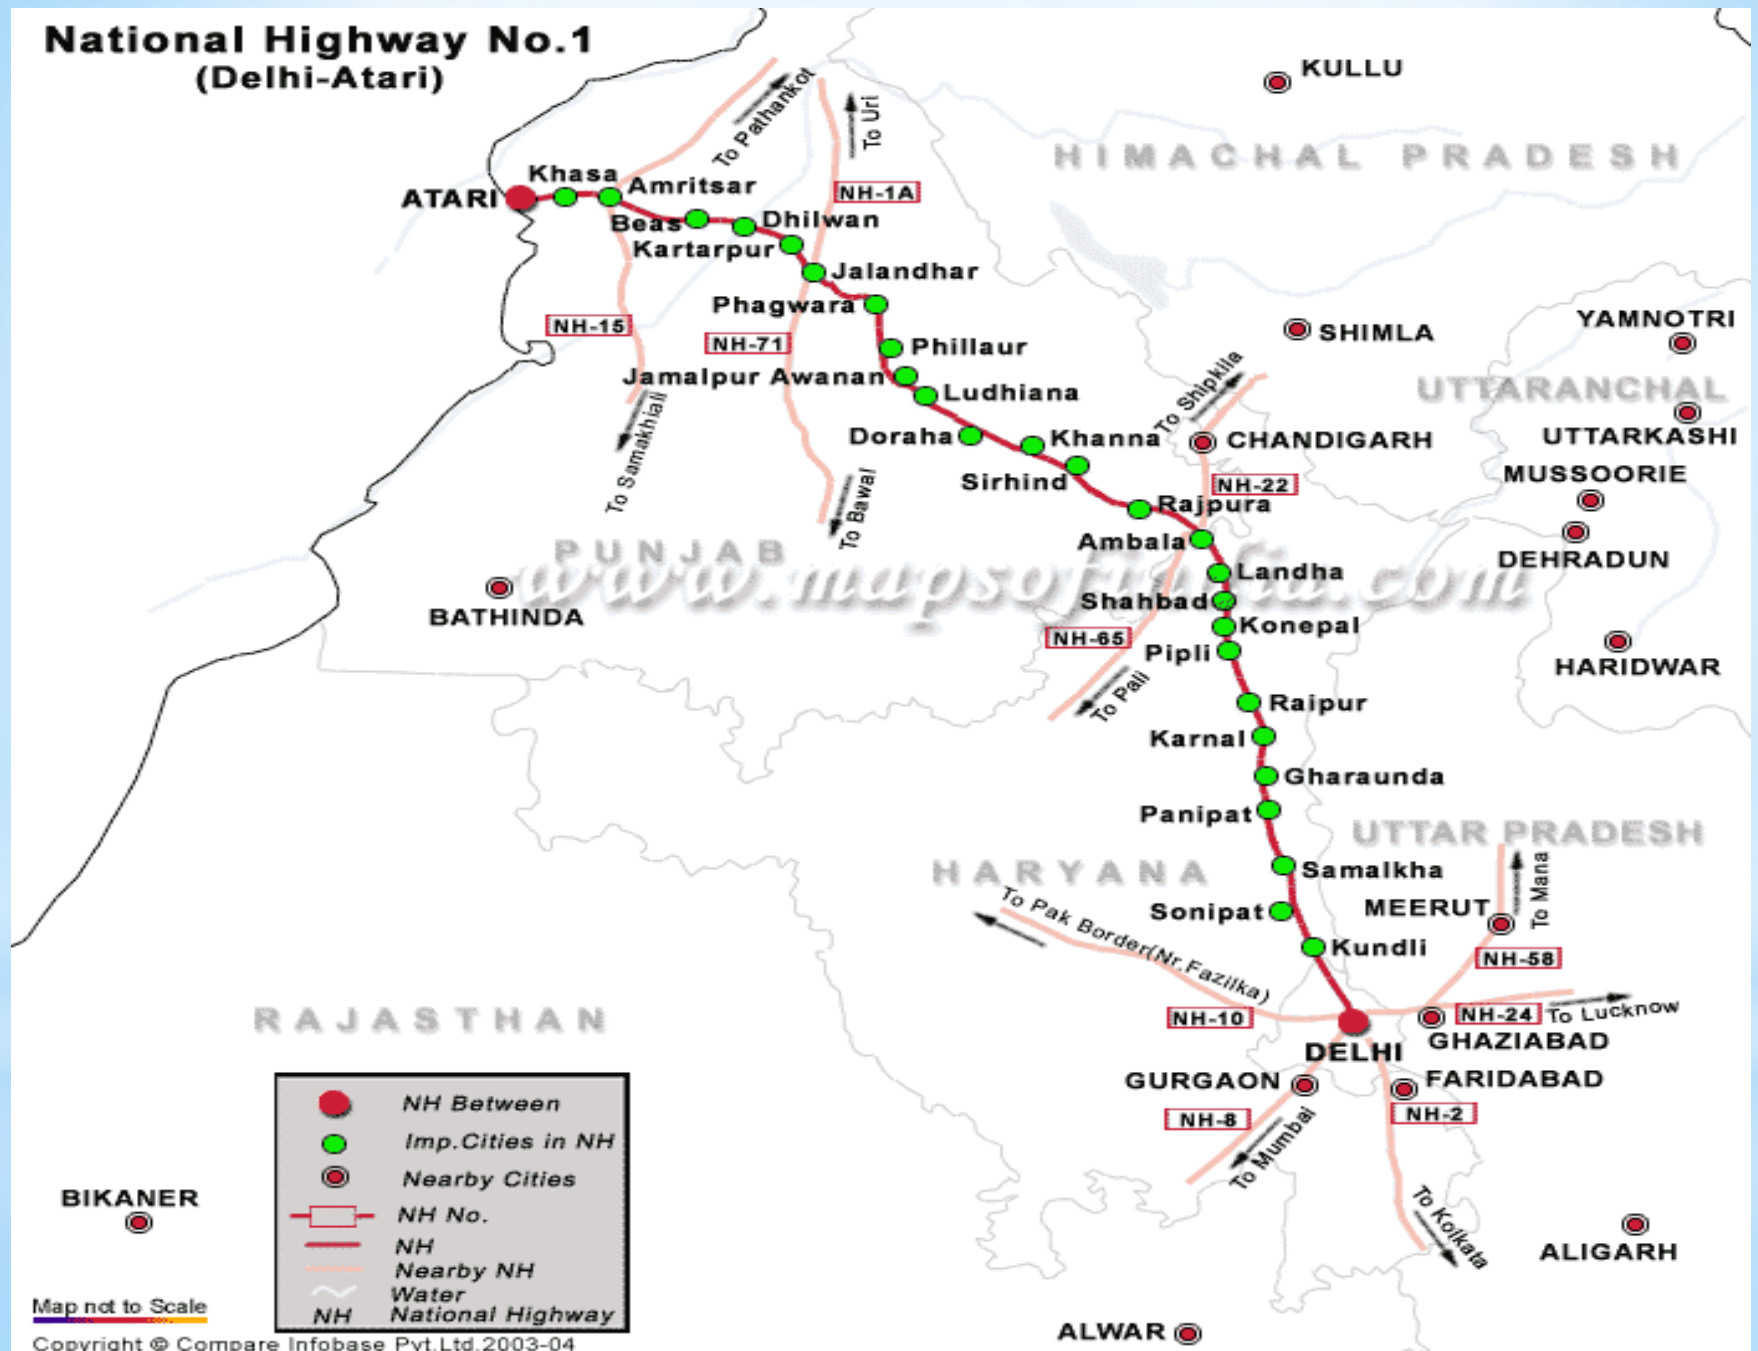 National Highway No.1
(Delhi-Atari)
KULLU
To Pathankot
To Uri
HIMACHAL PRADESH
Khasa
ATARI
Amritsar
NH-1A
Beas
Dhilwan
Kartarpur
Jalandhar
Phagwara
NH-15
NH-71
YAMNOTRI
SHIMLA
Phillaur
Jamalpur Awanan
Ludhiana
To Shipkila
UTTARANCHAL
To Samakhiali
Doraha
Khanna
CHANDIGARH
UTTARKASHI
Sirhind
NH-22
MUSSOORIE
To Bawal
Rajpura
PUNJAB
Ambala
DEHRADUN
www.mapsofindia.com
Landha
BATHINDA
Shahbad
Konepal
NH-65
Pipli
HARIDWAR
To Pali
Raipur
Karnal
Gharaunda
Panipat
UTTAR PRADESH
HARYANA
Samalkha
To Mana
To Pak Border(Nr.Fazilka)
Sonipat
MEERUT
Kundli
NH-58
RAJASTHAN
NH-10
NH-24
To Lucknow
DELHI
GHAZIABAD
GURGAON
FARIDABAD
NH-8
NH-2
To Mumbai
To Kolkata
NH Between
Imp.Cities in NH
Nearby Cities
NH No.
NH
Nearby NH
Water
NH National Highway
BIKANER
ALIGARH
Map not to Scale
ALWAR
Copyright © Compare Infobase Pvt.Ltd.2003-04